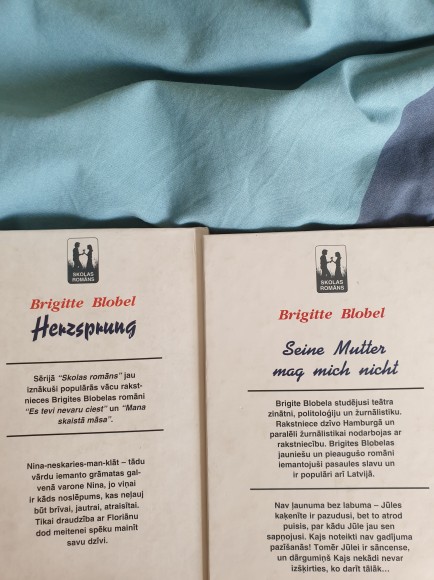 SKOLAS
ROMĀNS
Brigitte Blobel
Herzsprung
Sērijā "Skolas romāns" jau
iznākuši populārās vācu rakst-
nieces Brigites Blobelas romāni
"Es tevi nevaru ciest" un "Mana
skaistā māsa".
Nina-neskaries-man-klāt – tādu
vārdu iemanto grāmatas gal-
venā varone Nina, jo viņai
ir kāds noslēpums, kas neļauj
būt brīvai, jautrai, atraisītai.
Tikai draudzība ar Floriānu
dod meitenei spēku mainīt
savu dzīvi.
SKOLAS
ROMĀNS
Brigitte Blobel
Seine Mutter
mag mich nicht
Brigite Blobela studējusi teātra
zinātni, politoloģiju un žurnālistiku.
Rakstniece dzīvo Hamburgā un
paralēli žurnālistikai nodarbojas ar
rakstniecību. Brigites Blobelas
jauniešu un pieaugušo romāni
iemantojuši pasaules slavu un
ir populāri arī Latvijā.
Nav ļaunuma bez labuma – Jūles
kaķenīte ir pazudusi, bet to atrod
puisis, par kādu Jūle jau sen
sapņojusi. Kajs noteikti nav gadījuma
pazīšanās! Tomēr Jūlei ir sāncense,
un dārgumiņš Kajs nekādi nevar
izšķirties, ko darīt tālāk...